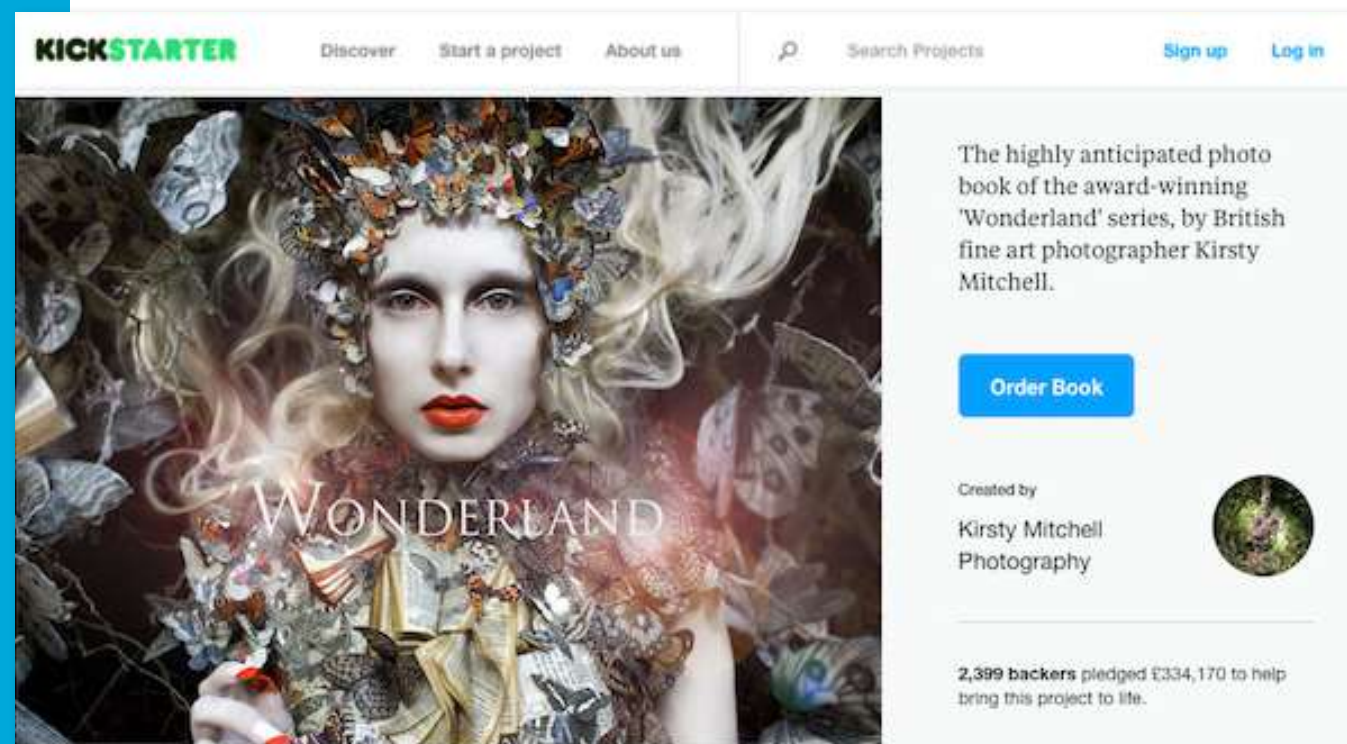 KICKSTARTER
Discover
Start a project
About us
Search Projects
Sign up
Log in
WONDERLAND
The highly anticipated photo
book of the award-winning
'Wonderland' series, by British
fine art photographer Kirsty
Mitchell.
Order Book
Created by
Kirsty Mitchell
Photography
2,399 backers pledged £334,170 to help
bring this project to life.